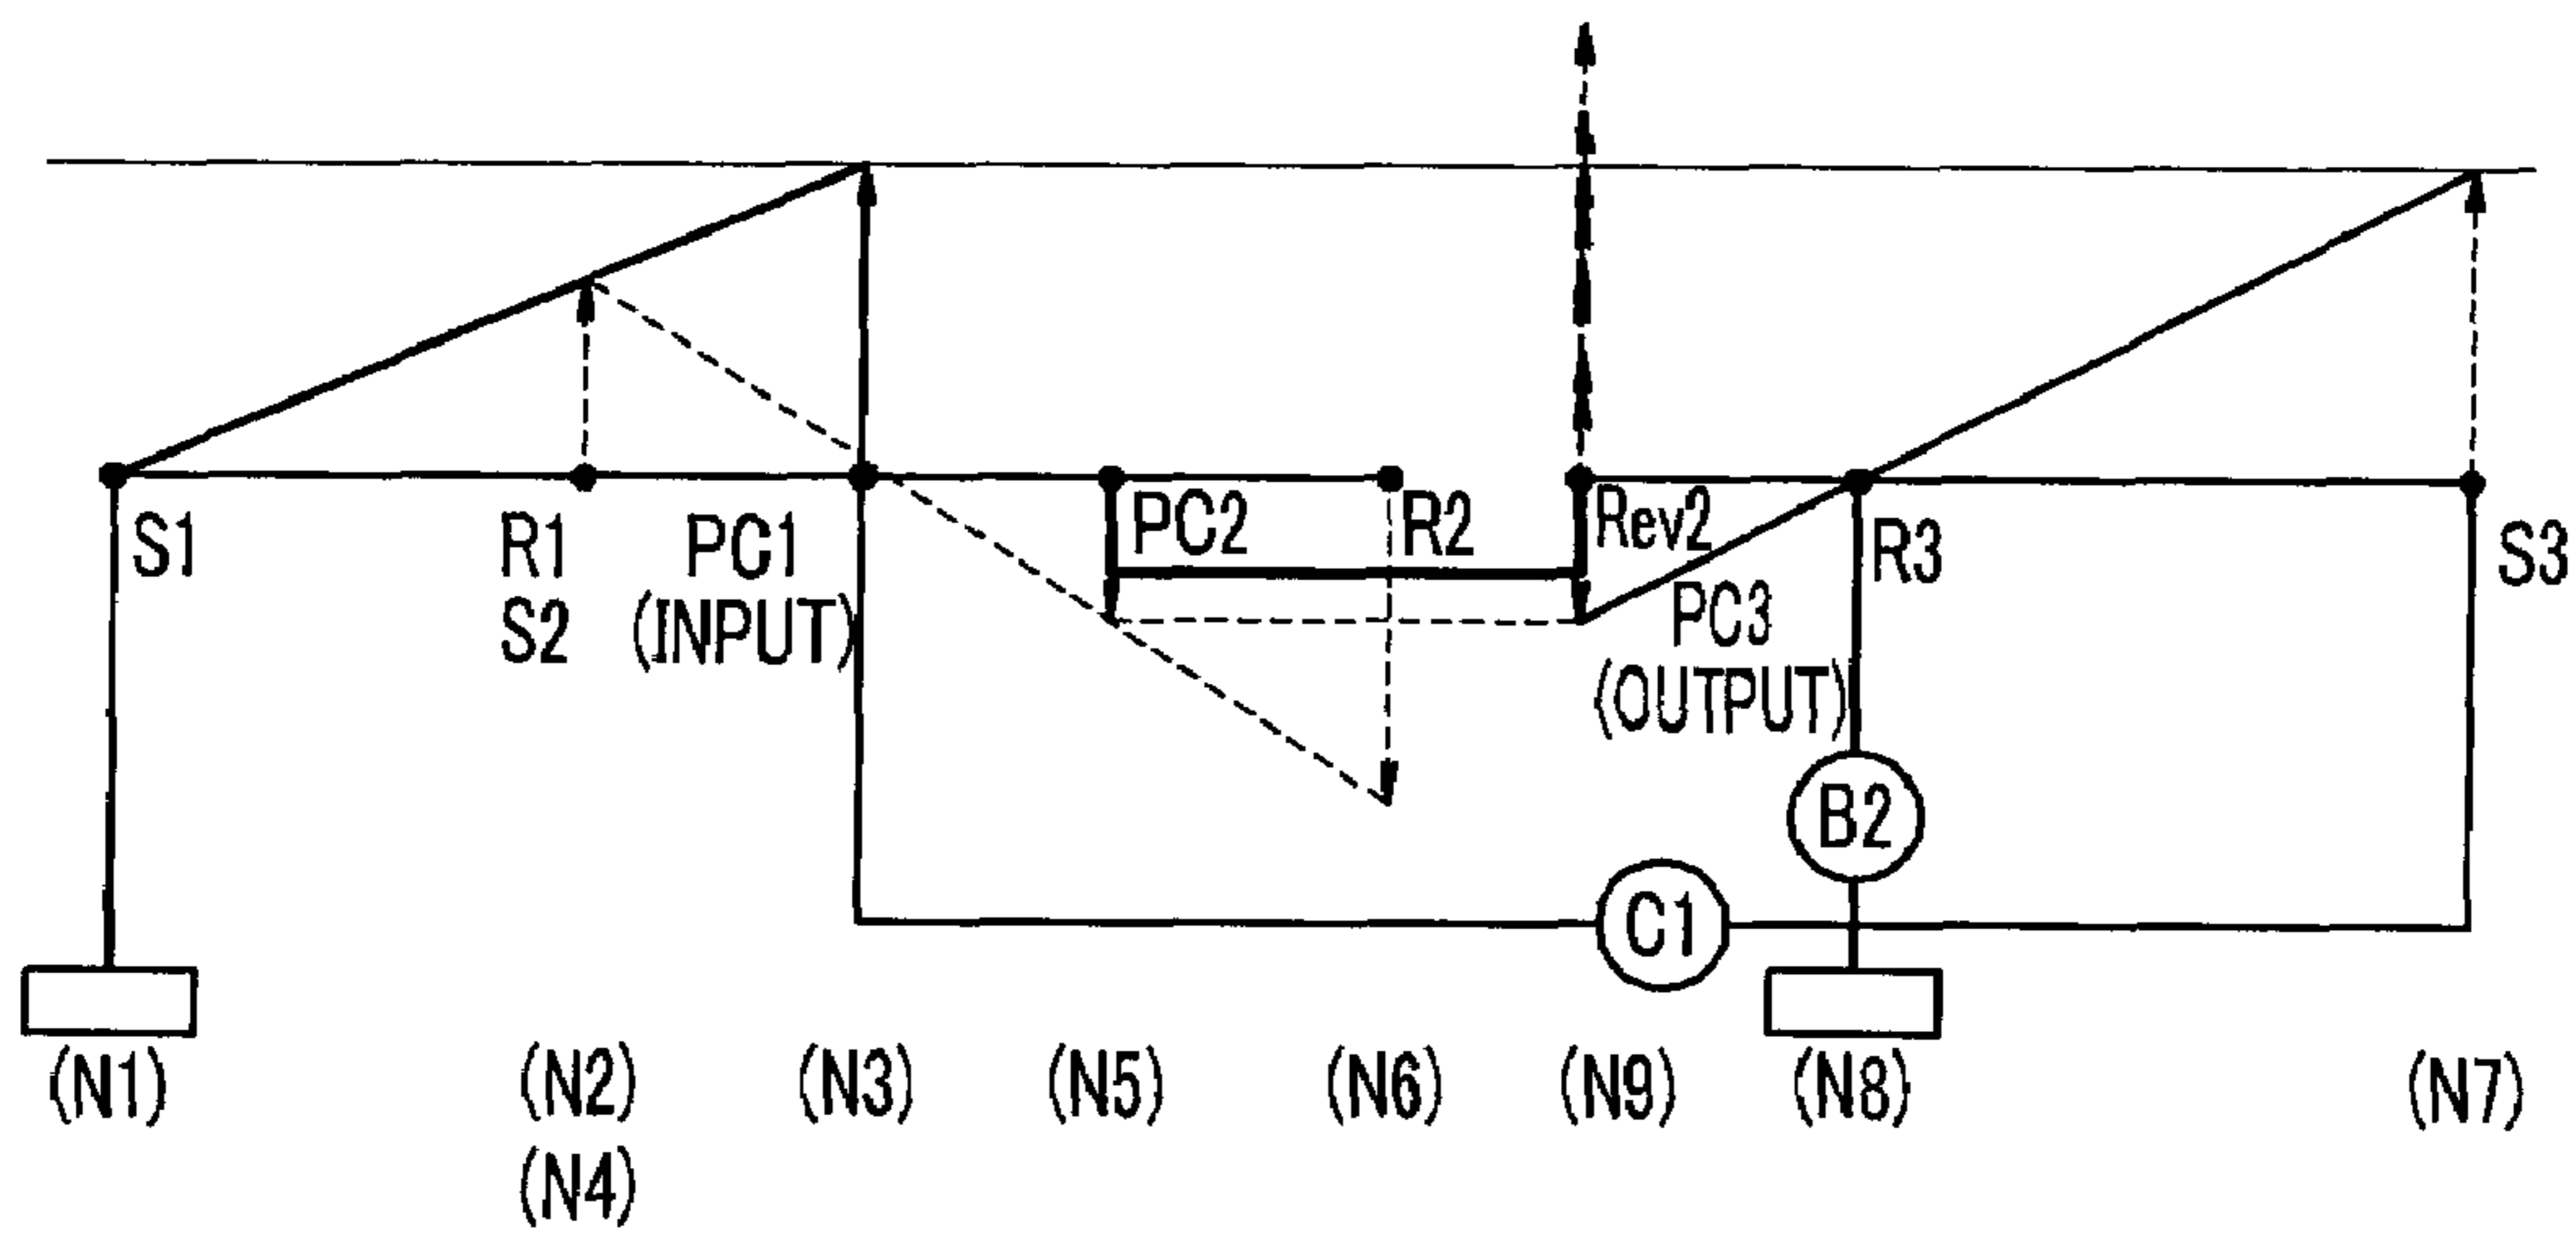 S1
R1
S2
PC1
(INPUT)
PC2
R2
Rev2
PC3
(OUTPUT)
R3
S3
B2
C1
(N1)
(N2)
(N3)
(N5)
(N6)
(N9)
(N8)
(N7)
(N4)